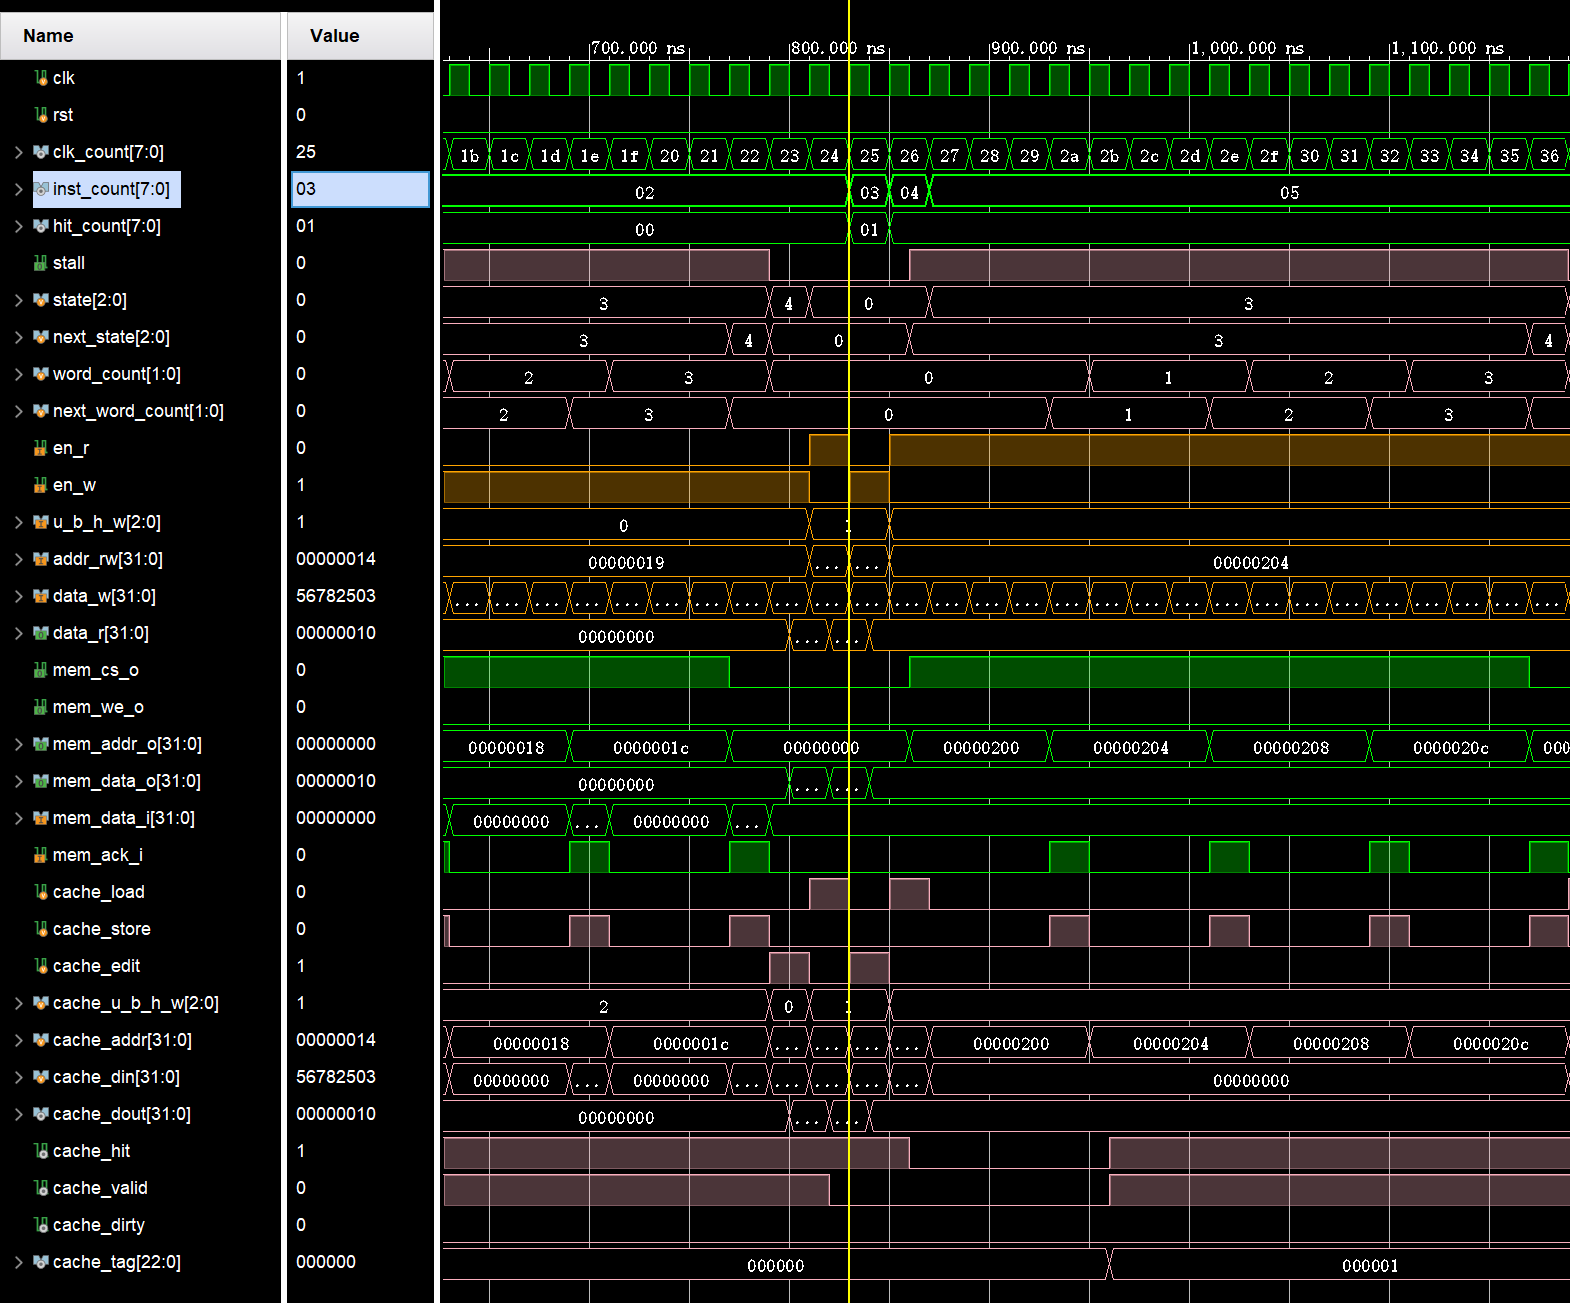 Name Value
700.000 ns 800.000 ns 900.000 ns 1,000.000 ns 1,100.000 ns
clk 1
rst 0
clk_count[7:0] 25 1b 1c 1d 1e 1f 20 21 22 23 24 25 26 27 28 29 2a 2b 2c 2d 2e 2f 30 31 32 33 34 35 36
inst_count[7:0] 03 02 03 04 05
hit_count[7:0] 01 00 01
stall 0
state[2:0] 0 3 4 0 3
next_state[2:0] 0 3 4 0 3 4
word_count[1:0] 0 2 3 0 1 2 3
next_word_count[1:0] 0 2 3 0 1 2 3
en_r 0
en_w 1
u_b_h_w[2:0] 1 0 1
addr_rw[31:0] 00000014 00000019 ... ... 00000204
data_w[31:0] 56782503 ... ... ... ... ... ... ... ... ... ... ... ... ... ... ... ... ... ... ... ... ... ... ... ... ... ... ... ...
data_r[31:0] 00000010 00000000 ... ...
mem_cs_o 0
mem_we_o 0
mem_addr_o[31:0] 00000000 00000018 0000001c 00000000 00000200 00000204 00000208 0000020c 000
mem_data_o[31:0] 00000010 00000000 ... ...
mem_data_i[31:0] 00000000 00000000 ... 00000000 ...
mem_ack_i 0
cache_load 0
cache_store 0
cache_edit 1
cache_u_b_h_w[2:0] 1 2 0 1
cache_addr[31:0] 00000014 00000018 0000001c ... ... ... ... 00000200 00000204 00000208 0000020c
cache_din[31:0] 56782503 00000000 ... 00000000 ... ... ... ... ... 00000000
cache_dout[31:0] 00000010 00000000 ... ...
cache_hit 1
cache_valid 0
cache_dirty 0
cache_tag[22:0] 000000 000000 000001